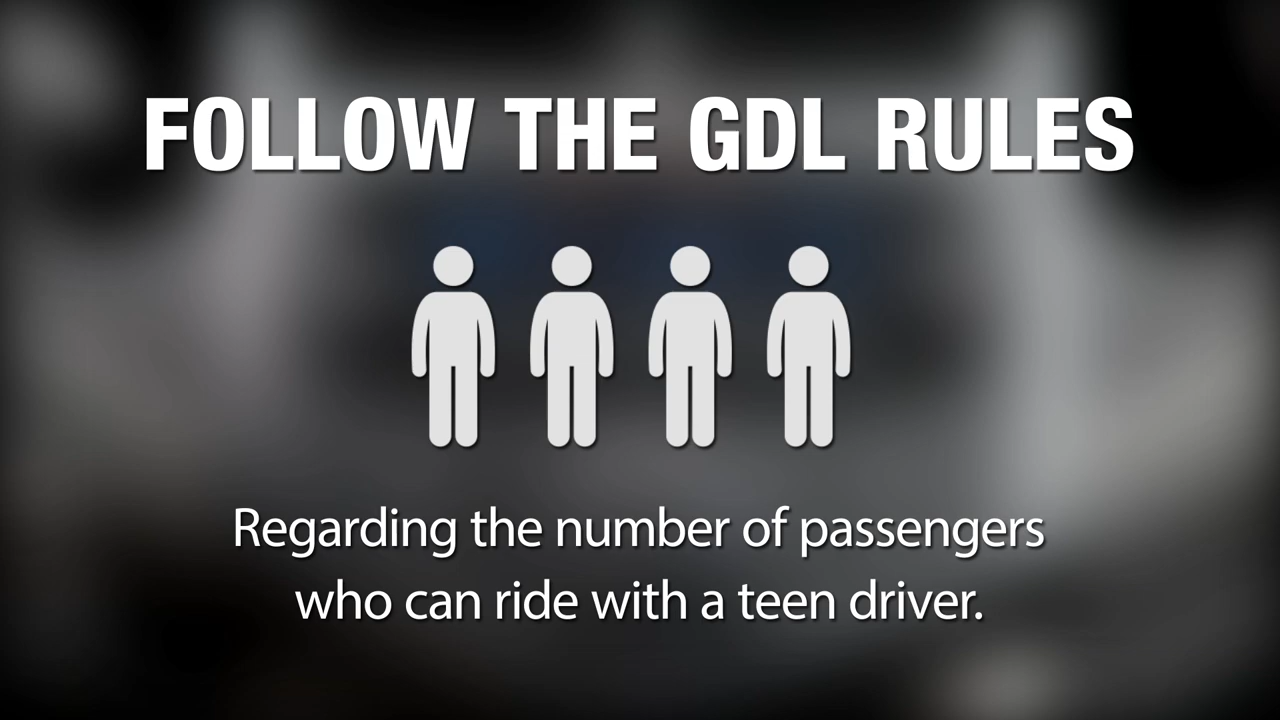 FOLLOW THE GDL RULES
Regarding the number of passengers
who can ride with a teen driver.